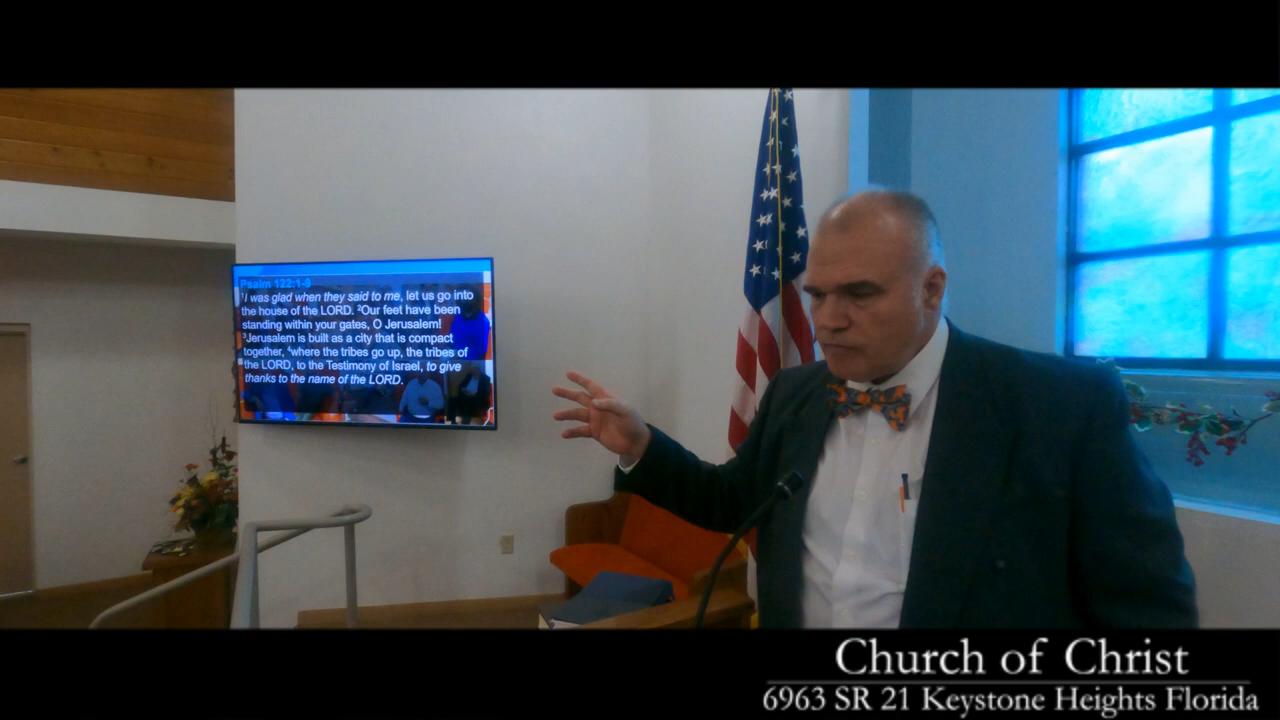 Psalm 122:1-9
¹I was glad when they said to me, let us go into
the house of the LORD. ²Our feet have been
standing within your gates, O Jerusalem!
³Jerusalem is built as a city that is compact
together, ⁴where the tribes go up, the tribes of
the LORD, to the Testimony of Israel, to give
thanks to the name of the LORD.
Church of Christ
6963 SR 21 Keystone Heights Florida